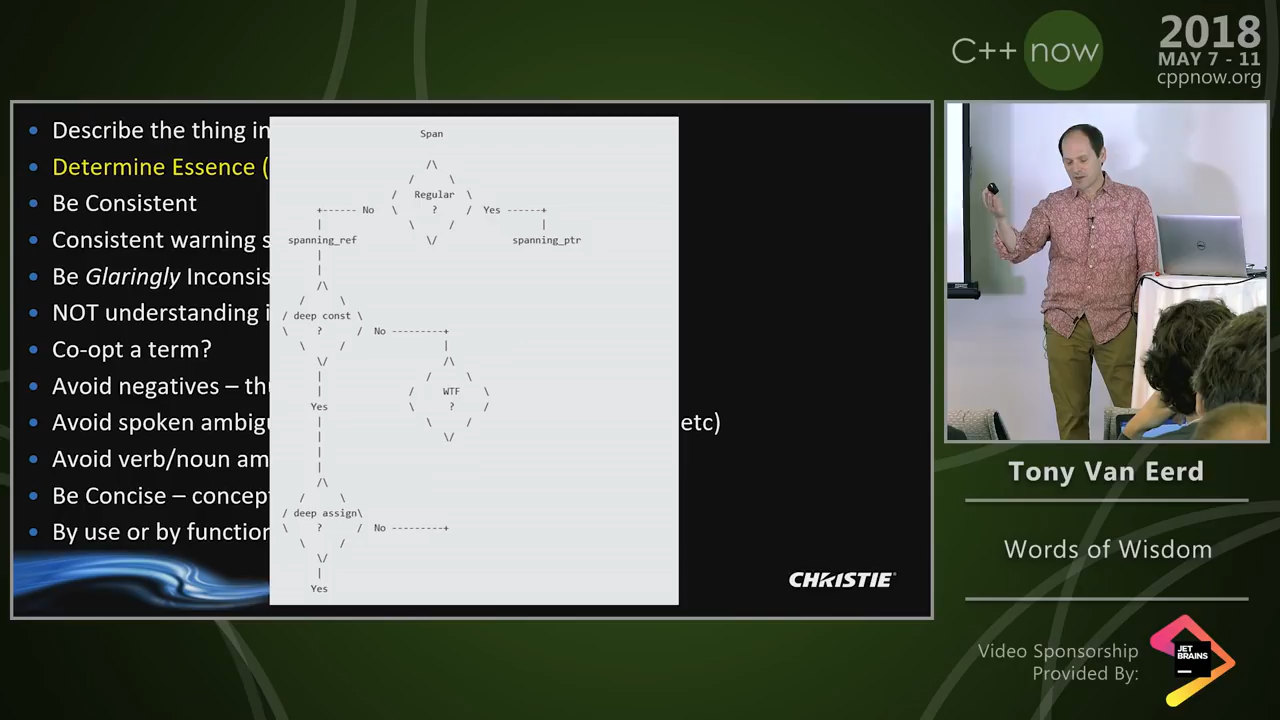 C++ now
2018
MAY 7 - 11
cppnow.org
Describe the thing in
Determine Essence (
Be Consistent
Consistent warning s
Be Glaringly Inconsis
NOT understanding i
Co-opt a term?
Avoid negatives – th
Avoid spoken ambig etc)
Avoid verb/noun am
Be Concise – concept
By use or by function
Span
/\
/ \
/ Regular \
+------ No \ ? / Yes ------+
| \ / |
spanning_ref \/ spanning_ptr
|
|
/\
/ \
/ deep const \
\ ? / No ---------+
\ / |
\/ /\
| / \
| / WTF \
Yes \ ? /
| \ /
| \/
|
|
/\
/ \
/ deep assign\
\ ? / No ---------+
\ /
\/
|
Yes
CHRISTIE
DELL
Tony Van Eerd
Words of Wisdom
Video Sponsorship
Provided By:
JET
BRAINS